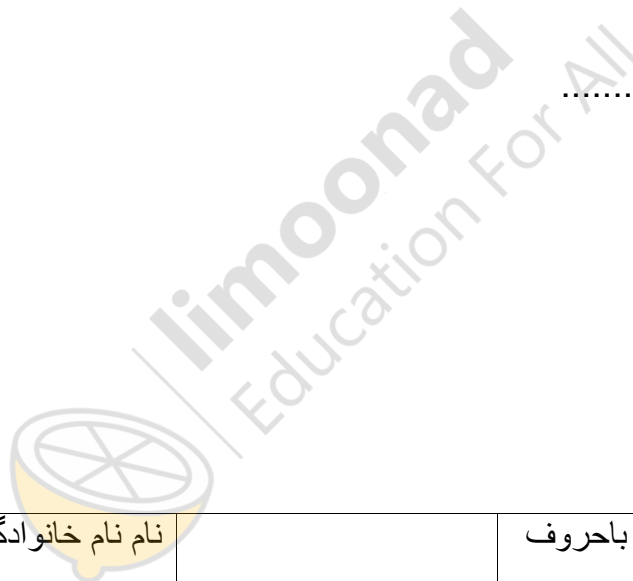 limoonad
Education For All
........
باحروف
نام نام خانوادگ